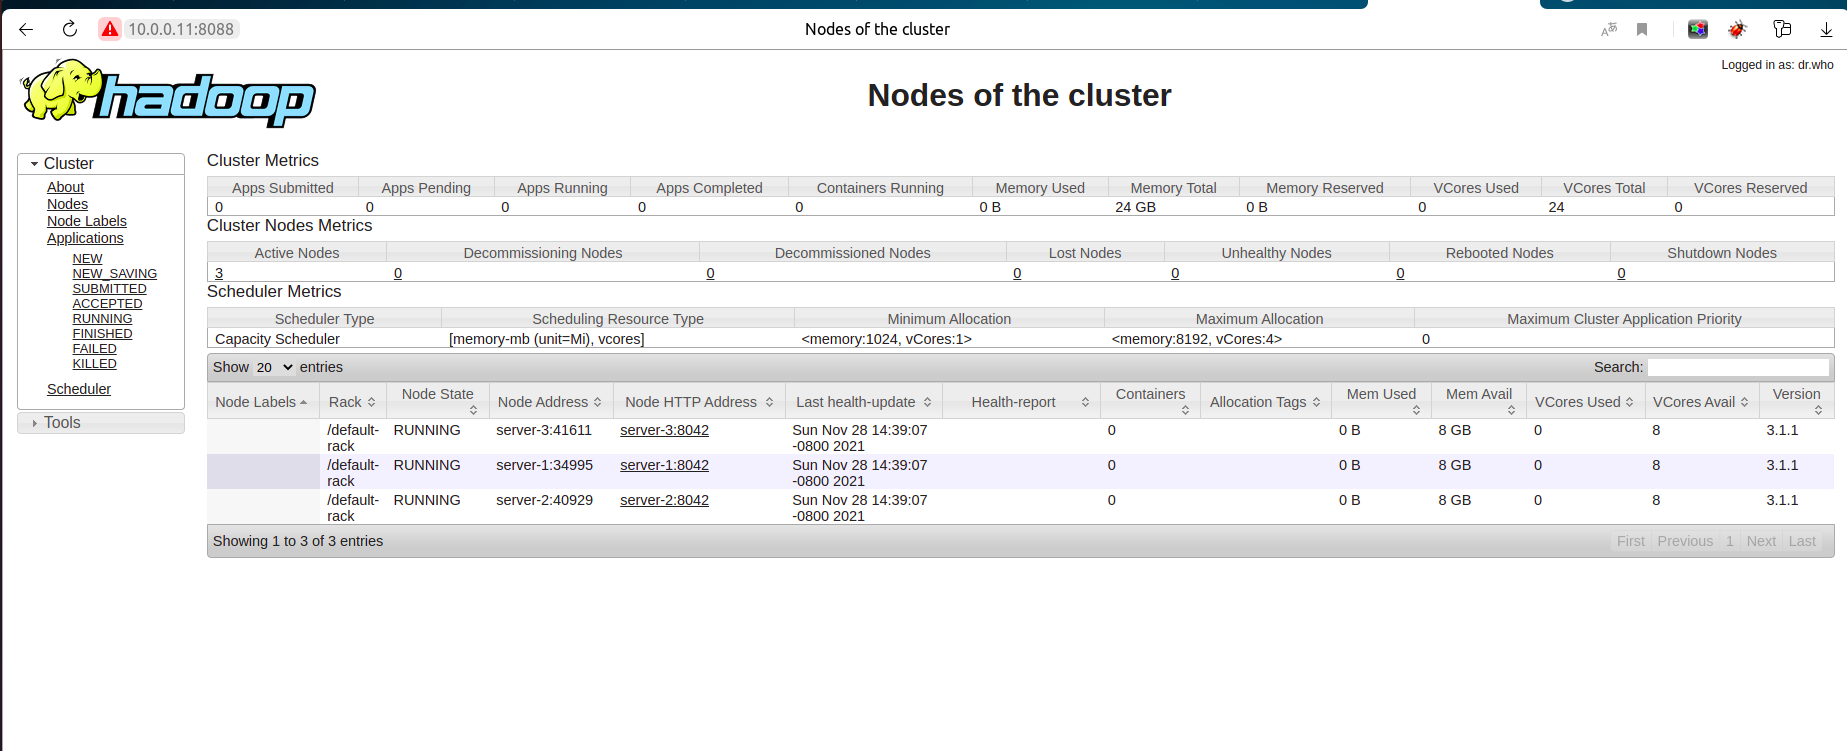 10.0.0.11:8088
Nodes of the cluster
Logged in as: dr.who
hadoop
Nodes of the cluster
Cluster
About
Nodes
Node Labels
Applications
NEW
NEW_SAVING
SUBMITTED
ACCEPTED
RUNNING
FINISHED
FAILED
KILLED
Scheduler
Tools
Cluster Metrics
Apps Submitted Apps Pending Apps Running Apps Completed Containers Running Memory Used Memory Total Memory Reserved VCores Used VCores Total VCores Reserved
0 0 0 0 0 0 B 24 GB 0 B 0 24 0
Cluster Nodes Metrics
Active Nodes Decommissioning Nodes Decommissioned Nodes Lost Nodes Unhealthy Nodes Rebooted Nodes Shutdown Nodes
3 0 0 0 0 0 0
Scheduler Metrics
Scheduler Type Scheduling Resource Type Minimum Allocation Maximum Allocation Maximum Cluster Application Priority
Capacity Scheduler [memory-mb (unit=Mi), vcores] <memory:1024, vCores:1> <memory:8192, vCores:4> 0
Show 20 entries Search:
Node Labels Rack Node State Node Address Node HTTP Address Last health-update Health-report Containers Allocation Tags Mem Used Mem Avail VCores Used VCores Avail Version
/default- RUNNING server-3:41611 server-3:8042 Sun Nov 28 14:39:07 0 0 B 8 GB 0 8 3.1.1
rack -0800 2021
/default- RUNNING server-1:34995 server-1:8042 Sun Nov 28 14:39:07 0 0 B 8 GB 0 8 3.1.1
rack -0800 2021
/default- RUNNING server-2:40929 server-2:8042 Sun Nov 28 14:39:07 0 0 B 8 GB 0 8 3.1.1
rack -0800 2021
Showing 1 to 3 of 3 entries First Previous 1 Next Last